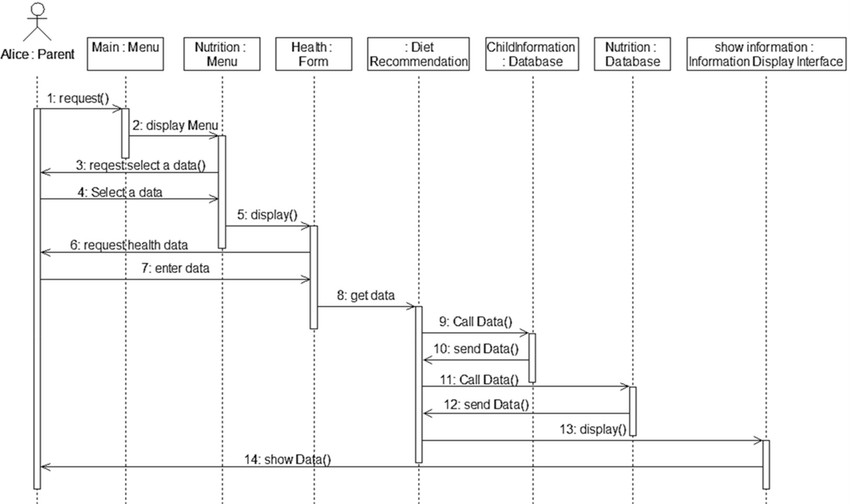 Alice : Parent
Main : Menu
Nutrition :
Menu
Health :
Form
: Diet
Recommendation
ChildInformation
: Database
Nutrition :
Database
show information :
Information Display Interface
1: request()
2: display Menu
3: reqest select a data()
4: Select a data
5: display()
6: request health data
7: enter data
8: get data
9: Call Data()
10: send Data()
11: Call Data()
12: send Data()
13: display()
14: show Data()